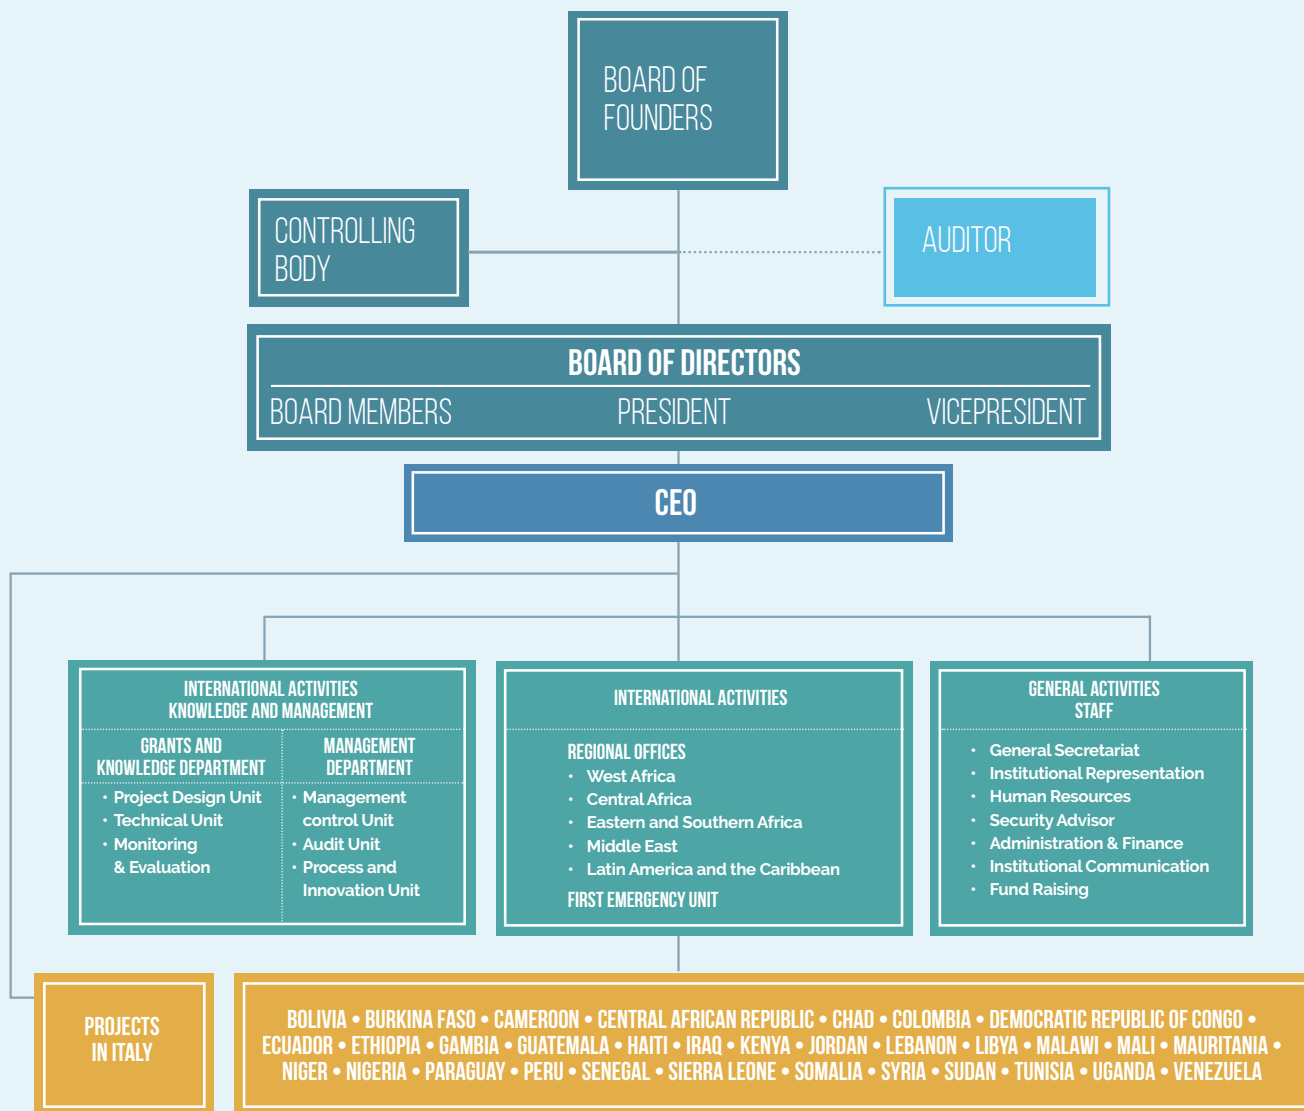 BOARD OF
FOUNDERS
CONTROLLING
BODY
AUDITOR
BOARD OF DIRECTORS
BOARD MEMBERS
PRESIDENT
VICEPRESIDENT
CEO
INTERNATIONAL ACTIVITIES
KNOWLEDGE AND MANAGEMENT
GRANTS AND
KNOWLEDGE DEPARTMENT
• Project Design Unit
• Technical Unit
• Monitoring
& Evaluation
MANAGEMENT
DEPARTMENT
• Management
control Unit
• Audit Unit
• Process and
Innovation Unit
INTERNATIONAL ACTIVITIES
REGIONAL OFFICES
• West Africa
• Central Africa
• Eastern and Southern Africa
• Middle East
• Latin America and the Caribbean
FIRST EMERGENCY UNIT
GENERAL ACTIVITIES
STAFF
• General Secretariat
• Institutional Representation
• Human Resources
• Security Advisor
• Administration & Finance
• Institutional Communication
• Fund Raising
PROJECTS
IN ITALY
BOLIVIA • BURKINA FASO • CAMEROON • CENTRAL AFRICAN REPUBLIC • CHAD • COLOMBIA • DEMOCRATIC REPUBLIC OF CONGO •
ECUADOR • ETHIOPIA • GAMBIA • GUATEMALA • HAITI • IRAQ • KENYA • JORDAN • LEBANON • LIBYA • MALAWI • MALI • MAURITANIA •
NIGER • NIGERIA • PARAGUAY • PERU • SENEGAL • SIERRA LEONE • SOMALIA • SYRIA • SUDAN • TUNISIA • UGANDA • VENEZUELA